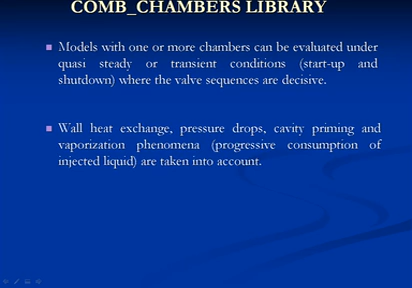 COMB_CHAMBERS LIBRARY
Models with one or more chambers can be evaluated under
quasi steady or transient conditions (start-up and
shutdown) where the valve sequences are decisive.
Wall heat exchange, pressure drops, cavity priming and
vaporization phenomena (progressive consumption of
injected liquid) are taken into account.